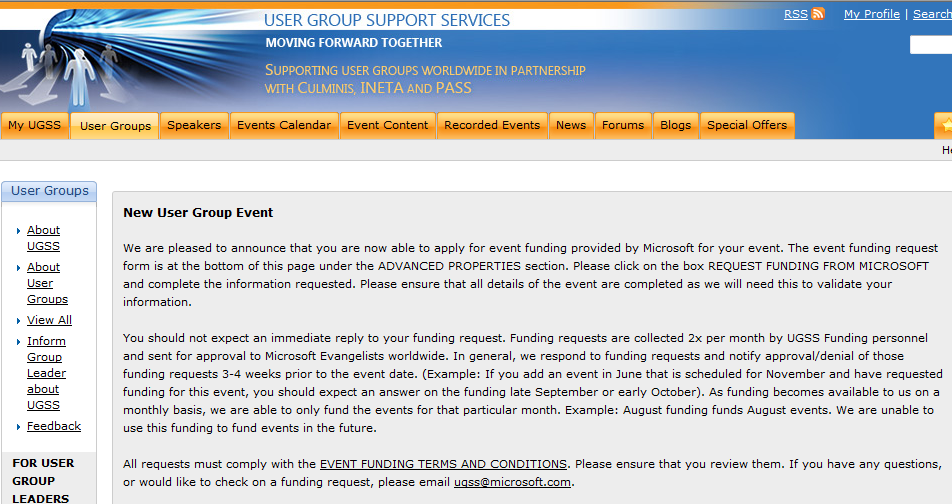 USER GROUP SUPPORT SERVICES
MOVING FORWARD TOGETHER
SUPPORTING USER GROUPS WORLDWIDE IN PARTNERSHIP
WITH CULMINIS, INETA AND PASS
RSS My Profile | Search
My UGSS User Groups Speakers Events Calendar Event Content Recorded Events News Forums Blogs Special Offers
User Groups
About
UGSS
About
User
Groups
View All
Inform
Group
Leader
about
UGSS
Feedback
FOR USER
GROUP
LEADERS
New User Group Event
We are pleased to announce that you are now able to apply for event funding provided by Microsoft for your event. The event funding request
form is at the bottom of this page under the ADVANCED PROPERTIES section. Please click on the box REQUEST FUNDING FROM MICROSOFT
and complete the information requested. Please ensure that all details of the event are completed as we will need this to validate your
information.
You should not expect an immediate reply to your funding request. Funding requests are collected 2x per month by UGSS Funding personnel
and sent for approval to Microsoft Evangelists worldwide. In general, we respond to funding requests and notify approval/denial of those
funding requests 3-4 weeks prior to the event date. (Example: If you add an event in June that is scheduled for November and have requested
funding for this event, you should expect an answer on the funding late September or early October). As funding becomes available to us on a
monthly basis, we are able to only fund the events for that particular month. Example: August funding funds August events. We are unable to
use this funding to fund events in the future.
All requests must comply with the EVENT FUNDING TERMS AND CONDITIONS. Please ensure that you review them. If you have any questions,
or would like to check on a funding request, please email ugss@microsoft.com.